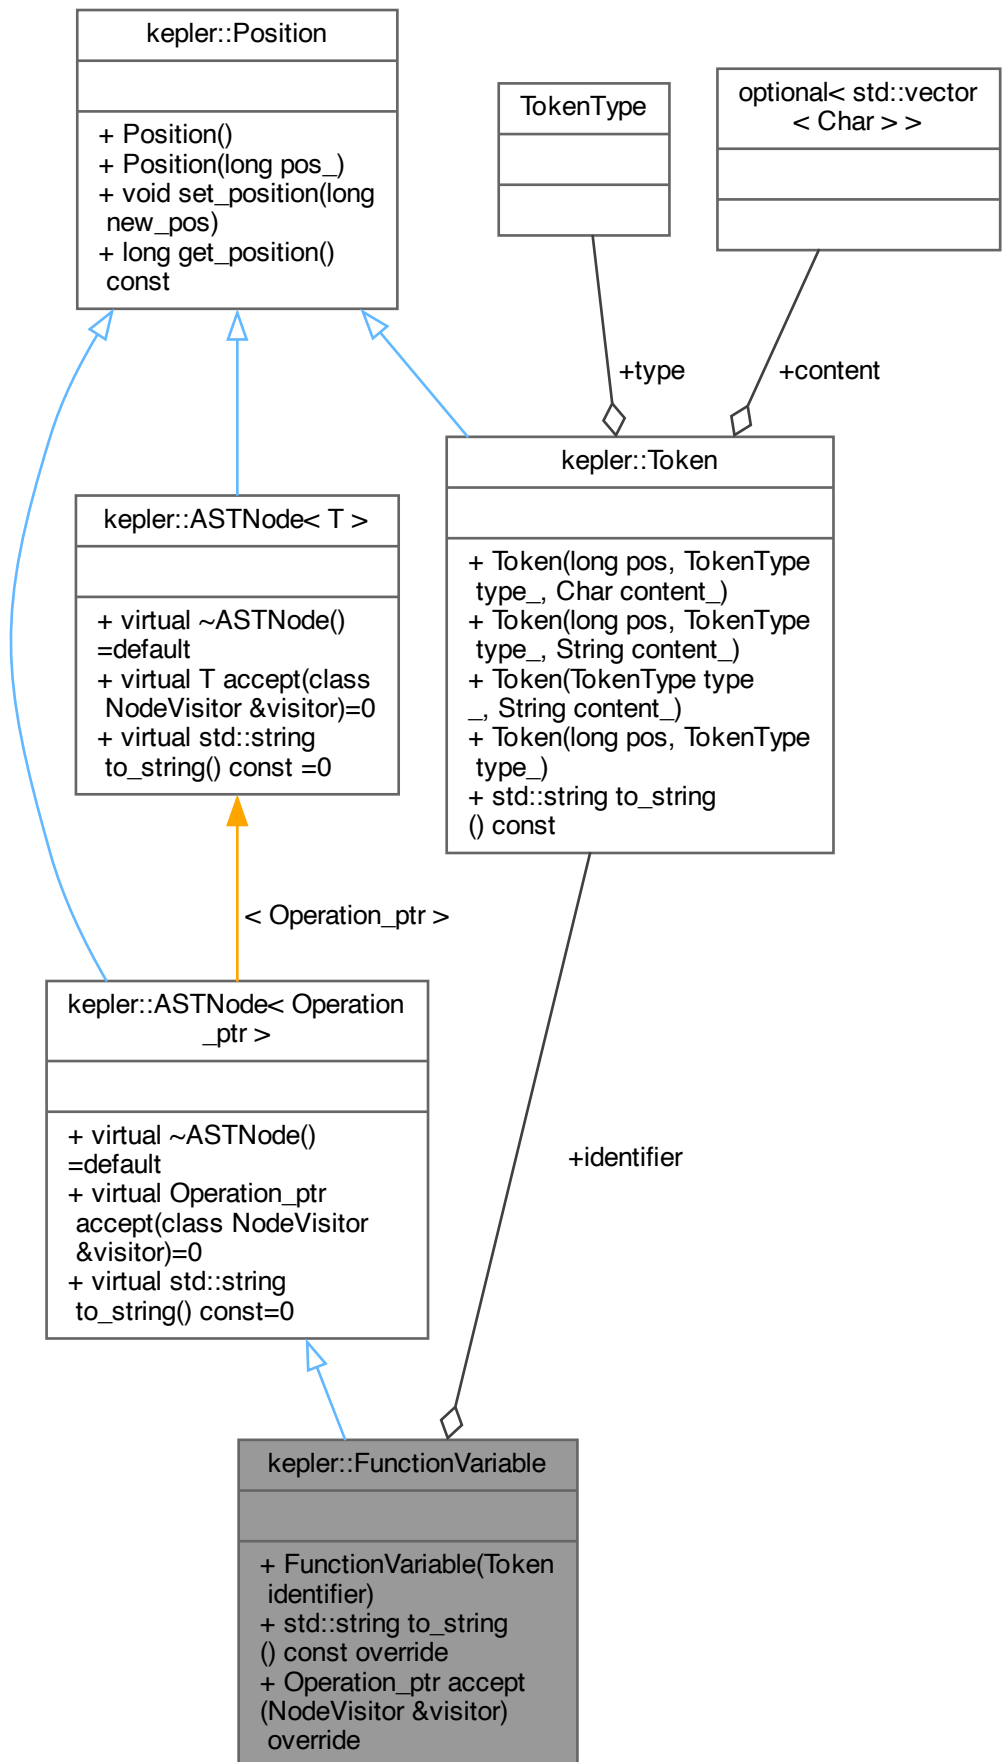 kepler::Position
+ Position()
+ Position(long pos_)
+ void set_position(long
new_pos)
+ long get_position()
const
TokenType
optional< std::vector
< Char > >
+type
+content
kepler::Token
+ Token(long pos, TokenType
type_, Char content_)
+ Token(long pos, TokenType
type_, String content_)
+ Token(TokenType type
_, String content_)
+ Token(long pos, TokenType
type_)
+ std::string to_string
() const
kepler::ASTNode< T >
+ virtual ~ASTNode()
=default
+ virtual T accept(class
NodeVisitor &visitor)=0
+ virtual std::string
to_string() const =0
< Operation_ptr >
kepler::ASTNode< Operation
_ptr >
+ virtual ~ASTNode()
=default
+ virtual Operation_ptr
accept(class NodeVisitor
&visitor)=0
+ virtual std::string
to_string() const=0
+identifier
kepler::FunctionVariable
+ FunctionVariable(Token
identifier)
+ std::string to_string
() const override
+ Operation_ptr accept
(NodeVisitor &visitor)
override